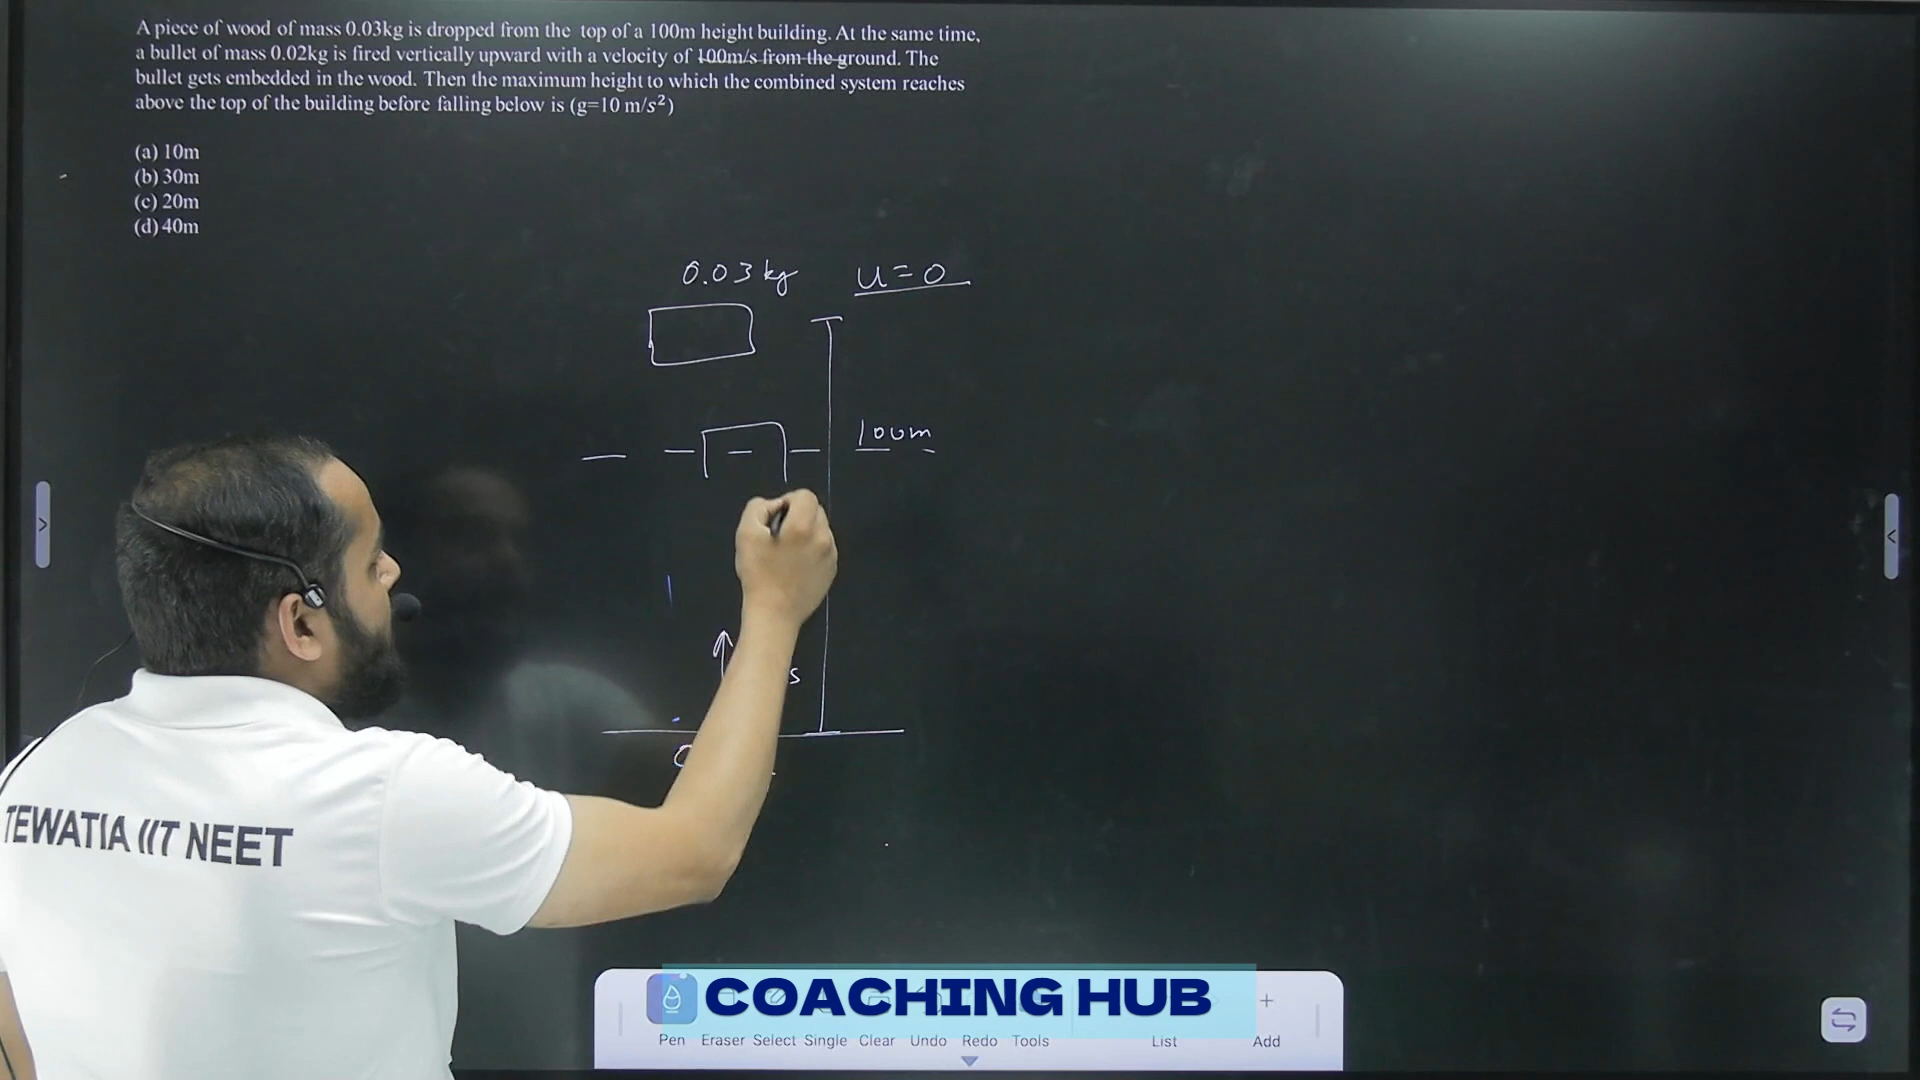 A piece of wood of mass 0.03kg is dropped from the top of a 100m height building. At the same time,
a bullet of mass 0.02kg is fired vertically upward with a velocity of 100m/s from the ground. The
bullet gets embedded in the wood. Then the maximum height to which the combined system reaches
above the top of the building before falling below is (g=10 m/s²)
(a) 10m
(b) 30m
(c) 20m
(d) 40m
0.03 kg
u = 0
100m
s
TEWATIA IIT NEET
COACHING HUB
Pen Eraser Select Single Clear Undo Redo Tools List Add